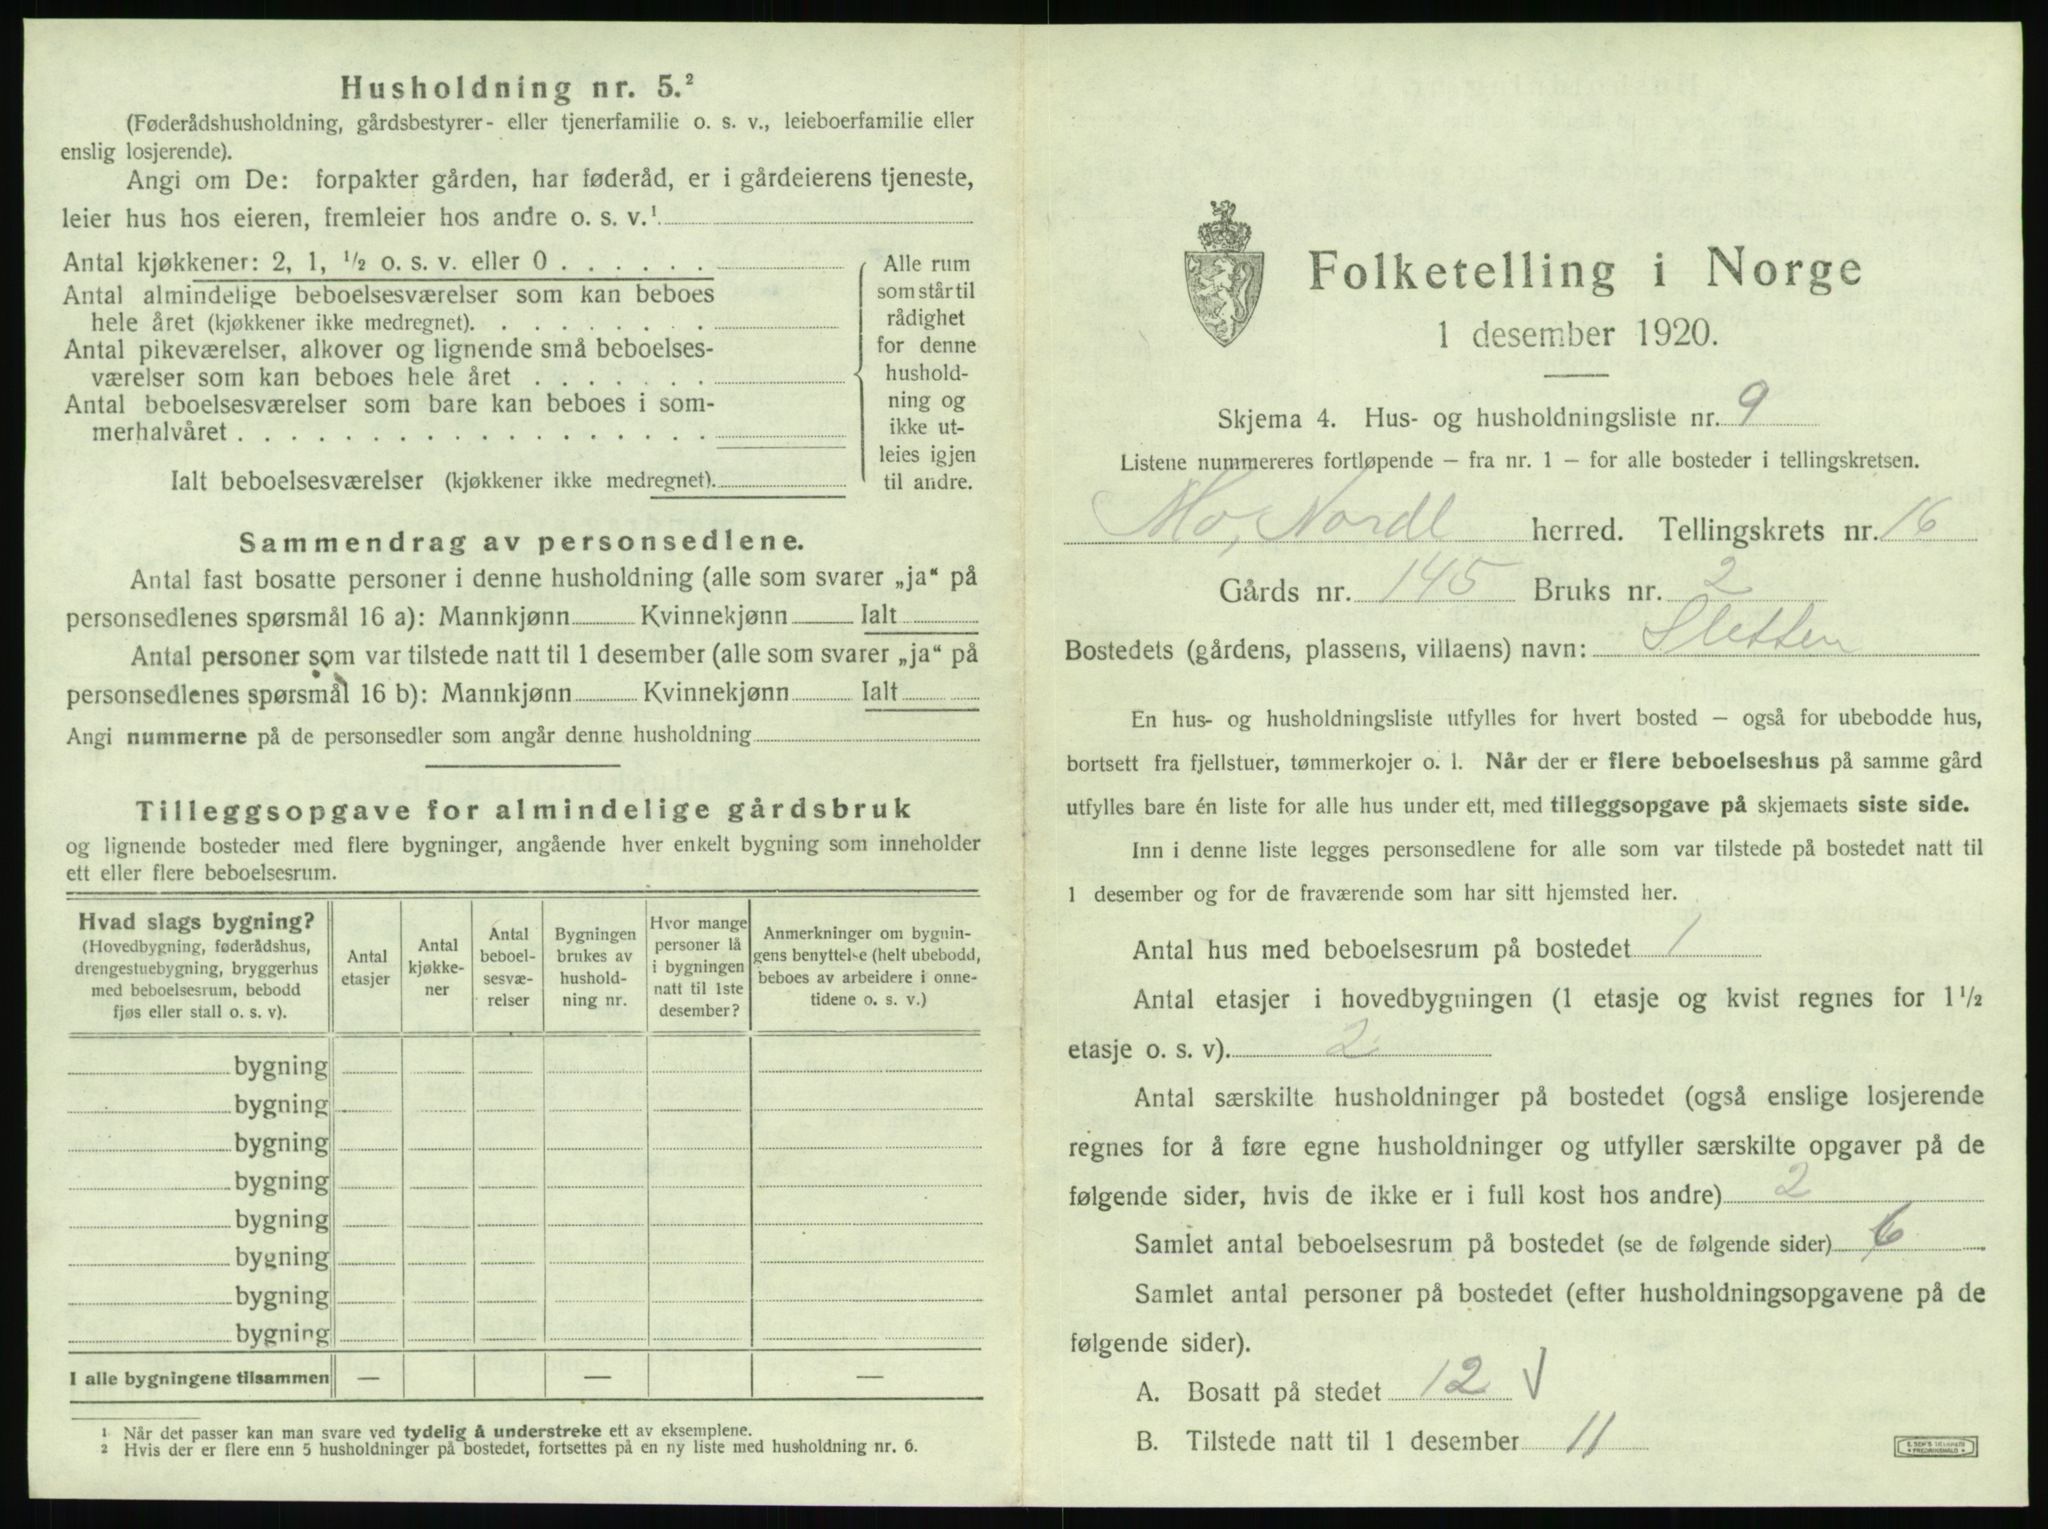 Husholdning nr. 5.²
(Føderådshusholdning, gårdsbestyrer- eller tjenerfamilie o. s. v., leieboerfamilie eller
enslig losjerende).
Angi om De: forpakter gården, har føderåd, er i gårdeierens tjeneste,
leier hus hos eieren, fremleier hos andre o. s. v.¹
Antal kjøkkener: 2, 1, ½ o. s. v. eller 0 . . . . . .
Antal almindelige beboelsesværelser som kan beboes
hele året (kjøkkener ikke medregnet). . . . . . . . .
Antal pikeværelser, alkover og lignende små beboelses-
værelser som kan beboes hele året . . . . . . .
Antal beboelsesværelser som bare kan beboes i som-
merhalvåret . . . . . . . . . . . . . . . . . .
Ialt beboelsesværelser (kjøkkener ikke medregnet).
Alle rum
som står til
rådighet
for denne
hushold-
ning og
ikke ut-
leies igjen
til andre.
Sammendrag av personsedlene.
Antal fast bosatte personer i denne husholdning (alle som svarer „ja“ på
personsedlenes spørsmål 16 a): Mannkjønn Kvinnekjønn Ialt
Antal personer som var tilstede natt til 1 desember (alle som svarer „ja“ på
personsedlenes spørsmål 16 b): Mannkjønn Kvinnekjønn Ialt
Angi nummerne på de personsedler som angår denne husholdning
Tilleggsopgave for almindelige gårdsbruk
og lignende bosteder med flere bygninger, angående hver enkelt bygning som inneholder
ett eller flere beboelsesrum.
Hvad slags bygning?
(Hovedbygning, føderådshus,
drengestuebygning, bryggerhus
med beboelsesrum, bebodd
fjøs eller stall o. s. v).
Antal
etasjer
Antal
kjøkke-
ner
Antal
beboel-
sesvæ-
relser
Bygningen
brukes av
hushold-
ning nr.
Hvor mange
personer lå
i bygningen
natt til 1ste
desember?
Anmerkninger om bygnin-
gens benyttelse (helt ubebodd,
beboes av arbeidere i onne-
tidene o. s. v.)
bygning
bygning
bygning
bygning
bygning
bygning
bygning
bygning
I alle bygningene tilsammen — — —
¹ Når det passer kan man svare ved tydelig å understreke ett av eksemplene.
² Hvis der er flere enn 5 husholdninger på bostedet, fortsettes på en ny liste med husholdning nr. 6.
Folketelling i Norge
1 desember 1920.
Skjema 4. Hus- og husholdningsliste nr. 9
Listene nummereres fortløpende – fra nr. 1 – for alle bosteder i tellingskretsen.
Mo, Nordl herred. Tellingskrets nr. 16
Gårds nr. 145 Bruks nr. 2
Bostedets (gårdens, plassens, villaens) navn: Sletten
En hus- og husholdningsliste utfylles for hvert bosted – også for ubebodde hus,
bortsett fra fjellstuer, tømmerkojer o. l. Når der er flere beboelseshus på samme gård
utfylles bare én liste for alle hus under ett, med tilleggsopgave på skjemaets siste side.
Inn i denne liste legges personsedlene for alle som var tilstede på bostedet natt til
1 desember og for de fraværende som har sitt hjemsted her.
Antal hus med beboelsesrum på bostedet 1
Antal etasjer i hovedbygningen (1 etasje og kvist regnes for 1½
etasje o. s. v). 2
Antal særskilte husholdninger på bostedet (også enslige losjerende
regnes for å føre egne husholdninger og utfyller særskilte opgaver på de
følgende sider, hvis de ikke er i full kost hos andre) 2
Samlet antal beboelsesrum på bostedet (se de følgende sider) 6
Samlet antal personer på bostedet (efter husholdningsopgavene på de
følgende sider).
A. Bosatt på stedet 12 √
B. Tilstede natt til 1 desember 11